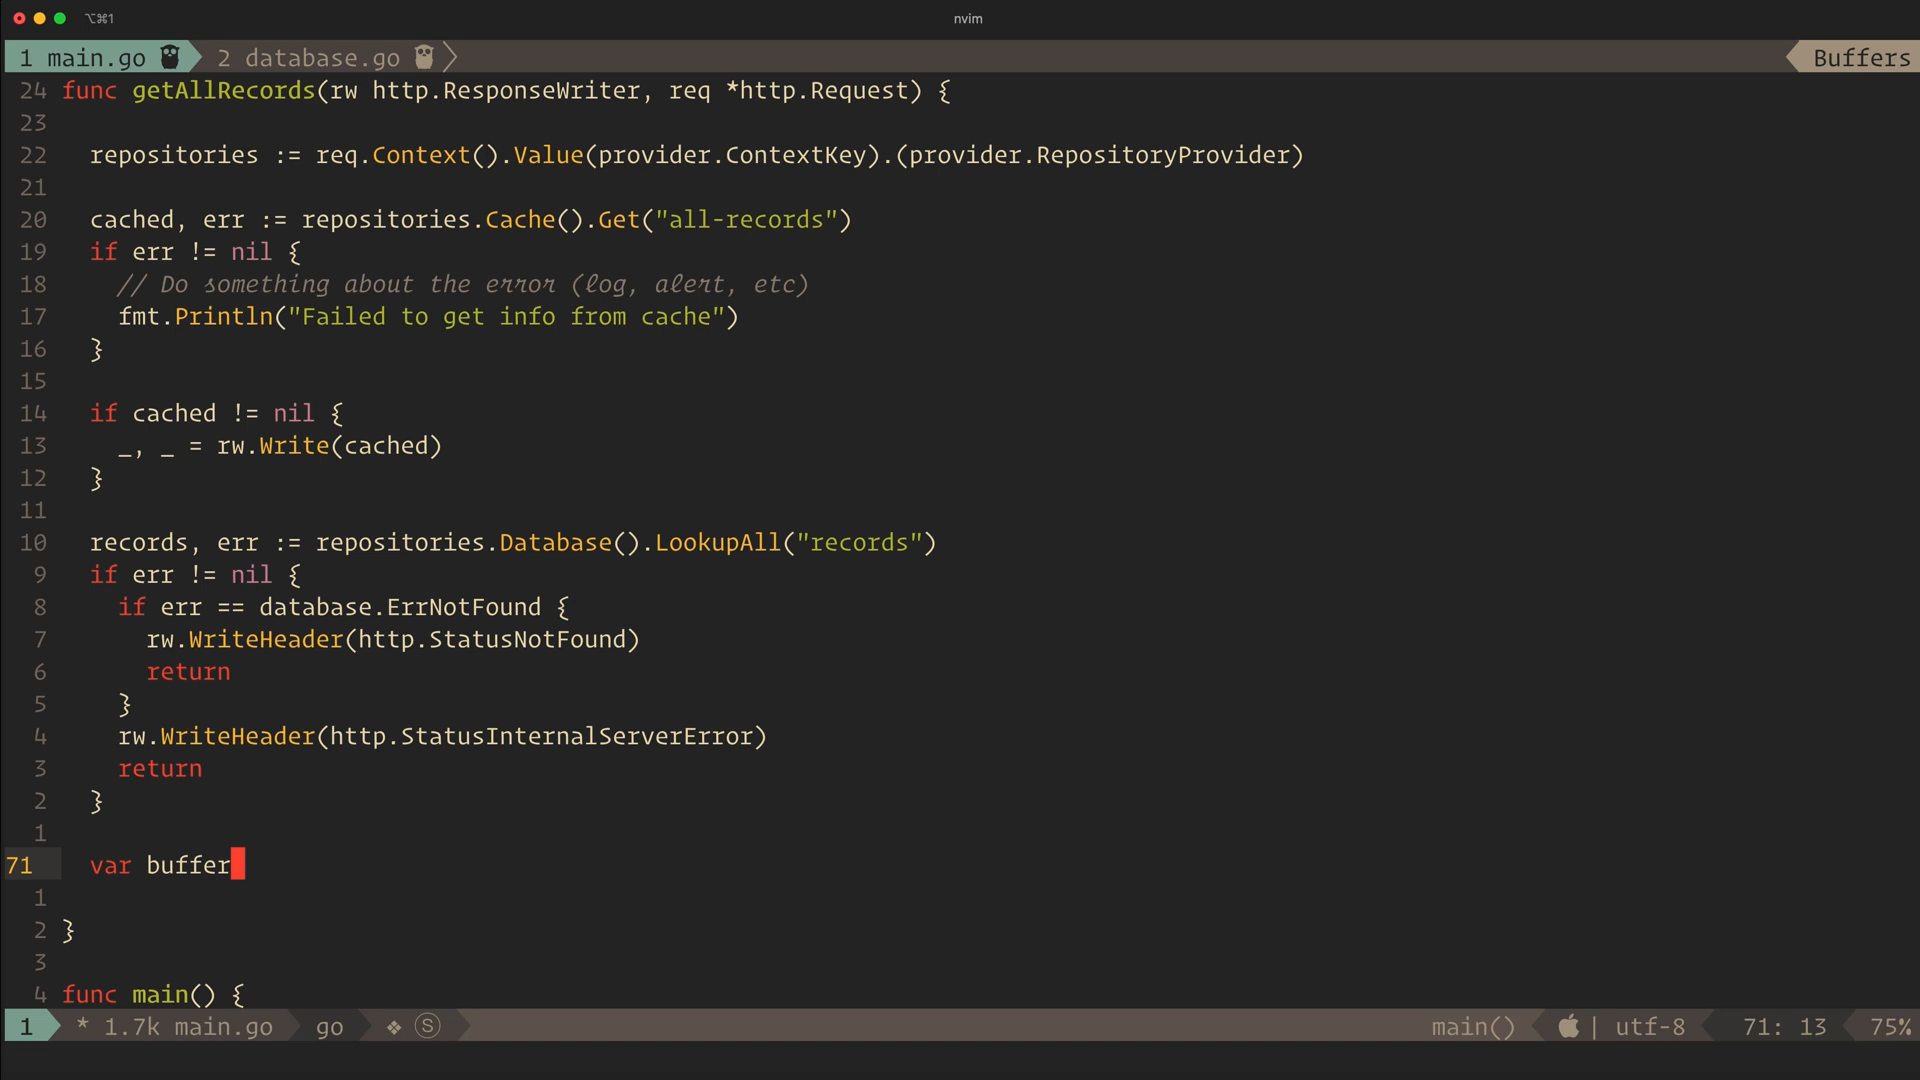 ⌥⌘1
nvim
1 main.go 2 database.go Buffers
24 func getAllRecords(rw http.ResponseWriter, req *http.Request) {
23
22 repositories := req.Context().Value(provider.ContextKey).(provider.RepositoryProvider)
21
20 cached, err := repositories.Cache().Get("all-records")
19 if err != nil {
18 // Do something about the error (log, alert, etc)
17 fmt.Println("Failed to get info from cache")
16 }
15
14 if cached != nil {
13 _, _ = rw.Write(cached)
12 }
11
10 records, err := repositories.Database().LookupAll("records")
9 if err != nil {
8 if err == database.ErrNotFound {
7 rw.WriteHeader(http.StatusNotFound)
6 return
5 }
4 rw.WriteHeader(http.StatusInternalServerError)
3 return
2 }
1
71 var buffer
1
2 }
3
4 func main() {
1 * 1.7k main.go go ❖ Ⓢ main() | utf-8 71: 13 75%